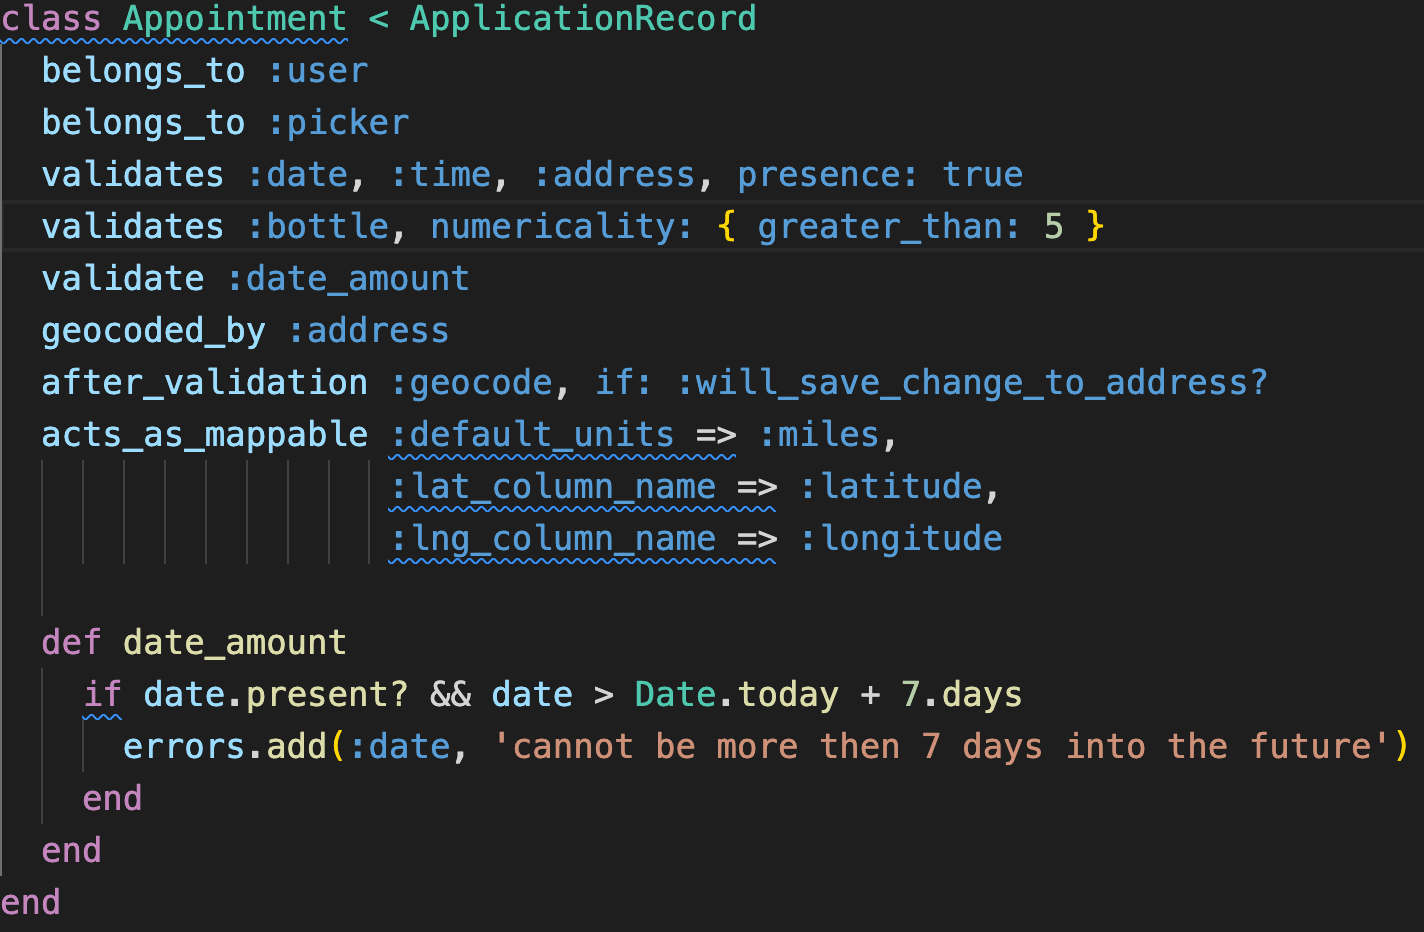 class Appointment < ApplicationRecord
  belongs_to :user
  belongs_to :picker
  validates :date, :time, :address, presence: true
  validates :bottle, numericality: { greater_than: 5 }
  validate :date_amount
  geocoded_by :address
  after_validation :geocode, if: :will_save_change_to_address?
  acts_as_mappable :default_units => :miles,
                   :lat_column_name => :latitude,
                   :lng_column_name => :longitude

  def date_amount
    if date.present? && date > Date.today + 7.days
      errors.add(:date, 'cannot be more then 7 days into the future')
    end
  end
end